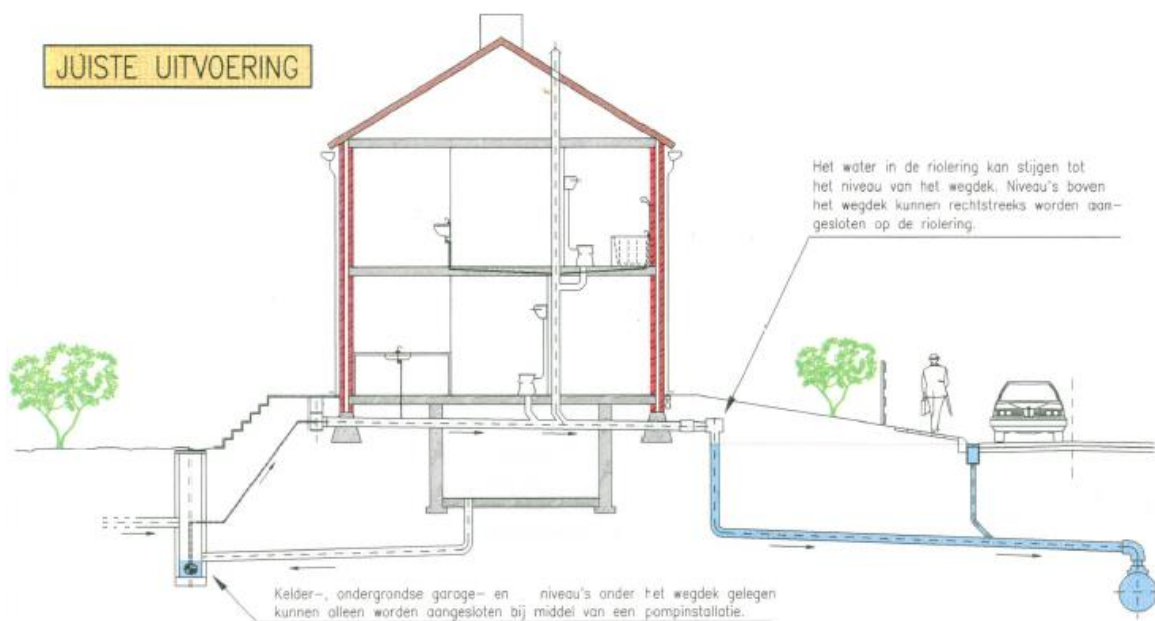 JUISTE UITVOERING
Het water in de riolering kan stijgen tot
het niveau van het wegdek. Niveau's boven
het wegdek kunnen rechtstreeks worden aan-
gesloten op de riolering.
Kelder-, ondergrondse garage- en niveau's onder het wegdek gelegen
kunnen alleen worden aangesloten bij middel van een pompinstallatie.